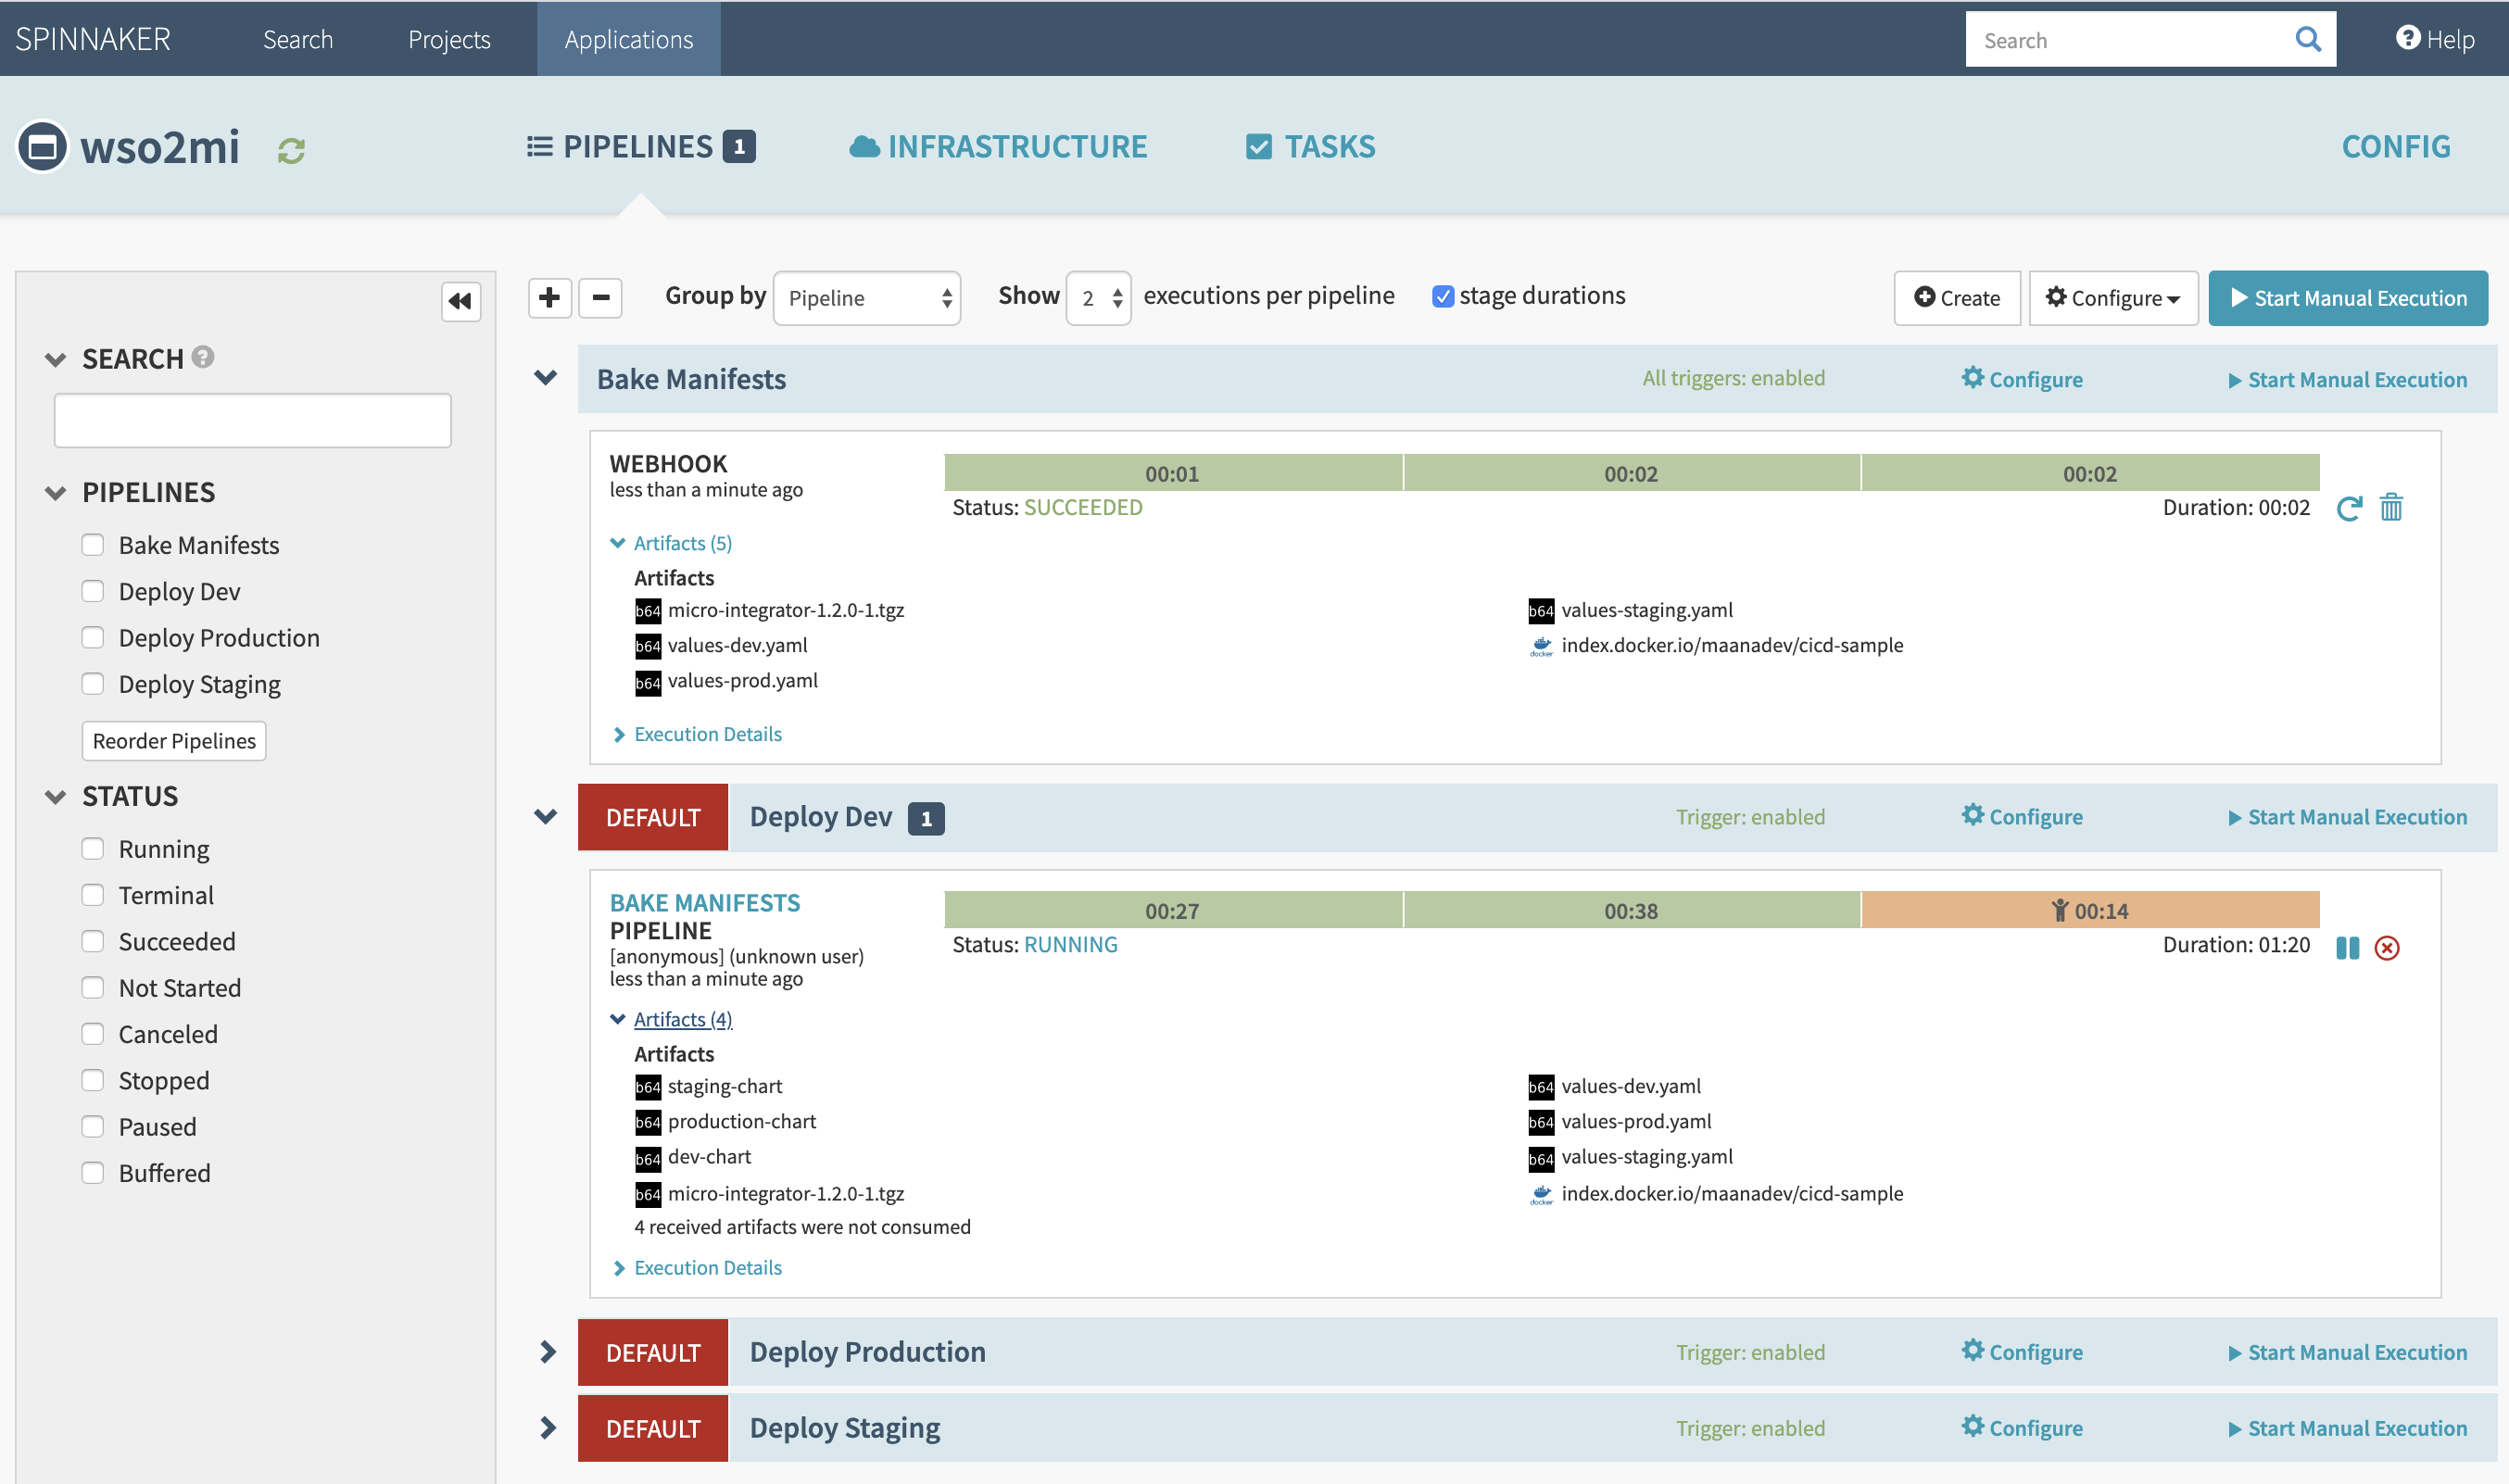 SPINNAKER Search Projects Applications Search Help
wso2mi PIPELINES 1 INFRASTRUCTURE TASKS CONFIG
Group by Pipeline Show 2 executions per pipeline stage durations Create Configure Start Manual Execution
SEARCH
PIPELINES
Bake Manifests
Deploy Dev
Deploy Production
Deploy Staging
Reorder Pipelines
STATUS
Running
Terminal
Succeeded
Not Started
Canceled
Stopped
Paused
Buffered
Bake Manifests All triggers: enabled Configure Start Manual Execution
WEBHOOK 00:01 00:02 00:02
less than a minute ago
Status: SUCCEEDED Duration: 00:02
Artifacts (5)
Artifacts
b64 micro-integrator-1.2.0-1.tgz b64 values-staging.yaml
b64 values-dev.yaml docker index.docker.io/maanadev/cicd-sample
b64 values-prod.yaml
Execution Details
DEFAULT Deploy Dev 1 Trigger: enabled Configure Start Manual Execution
BAKE MANIFESTS 00:27 00:38 00:14
PIPELINE
Status: RUNNING Duration: 01:20
[anonymous] (unknown user)
less than a minute ago
Artifacts (4)
Artifacts
b64 staging-chart b64 values-dev.yaml
b64 production-chart b64 values-prod.yaml
b64 dev-chart b64 values-staging.yaml
b64 micro-integrator-1.2.0-1.tgz docker index.docker.io/maanadev/cicd-sample
4 received artifacts were not consumed
Execution Details
DEFAULT Deploy Production Trigger: enabled Configure Start Manual Execution
DEFAULT Deploy Staging Trigger: enabled Configure Start Manual Execution